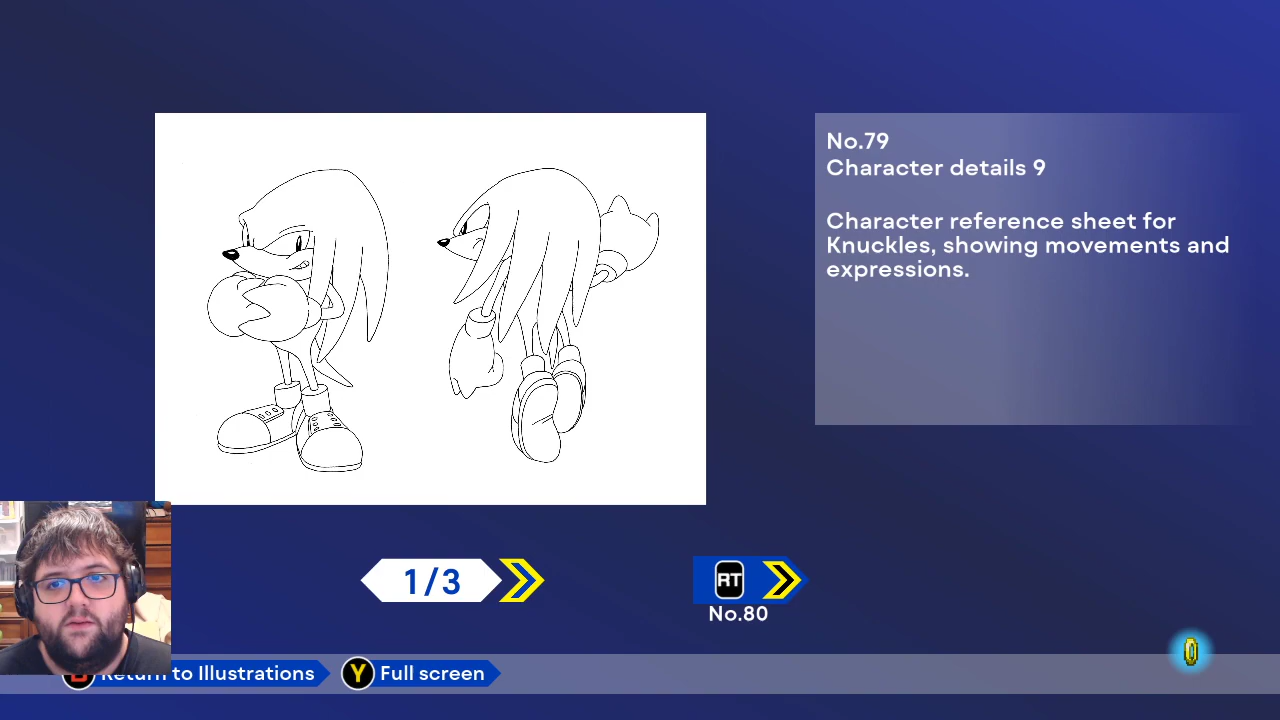 No.79
Character details 9
Character reference sheet for
Knuckles, showing movements and
expressions.
1/3
RT
No.80
Return to Illustrations
Y Full screen